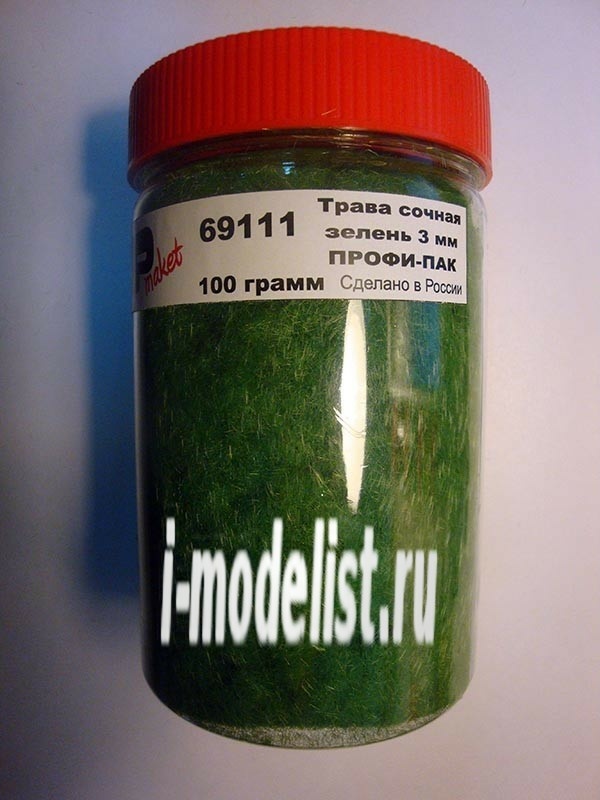 P
maket
69111
100 грамм
Трава сочная
зелень 3 мм
ПРОФИ-ПАК
Сделано в России
i-modelist.ru